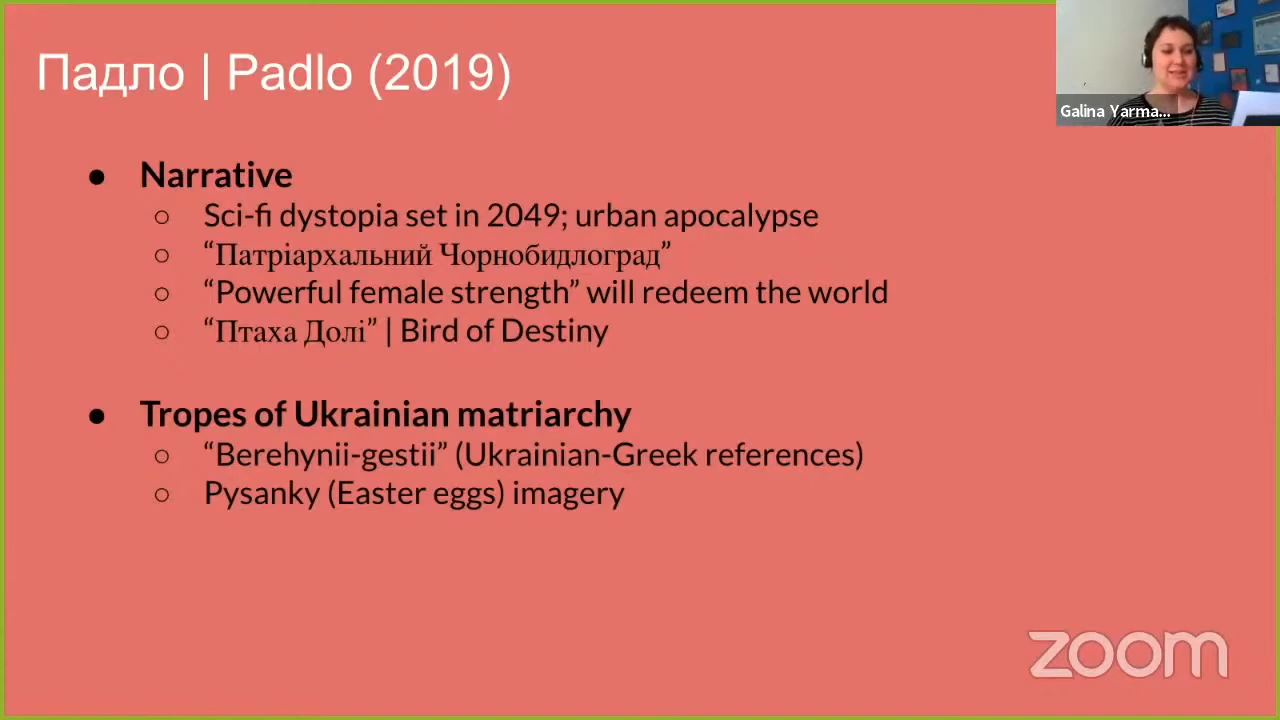 Падло | Padlo (2019)
Galina Yarma...
● Narrative
○ Sci-fi dystopia set in 2049; urban apocalypse
○ “Патріархальний Чорнобидлоград”
○ “Powerful female strength” will redeem the world
○ “Птаха Долі” | Bird of Destiny
● Tropes of Ukrainian matriarchy
○ “Berehynii-gestii” (Ukrainian-Greek references)
○ Pysanky (Easter eggs) imagery
zoom